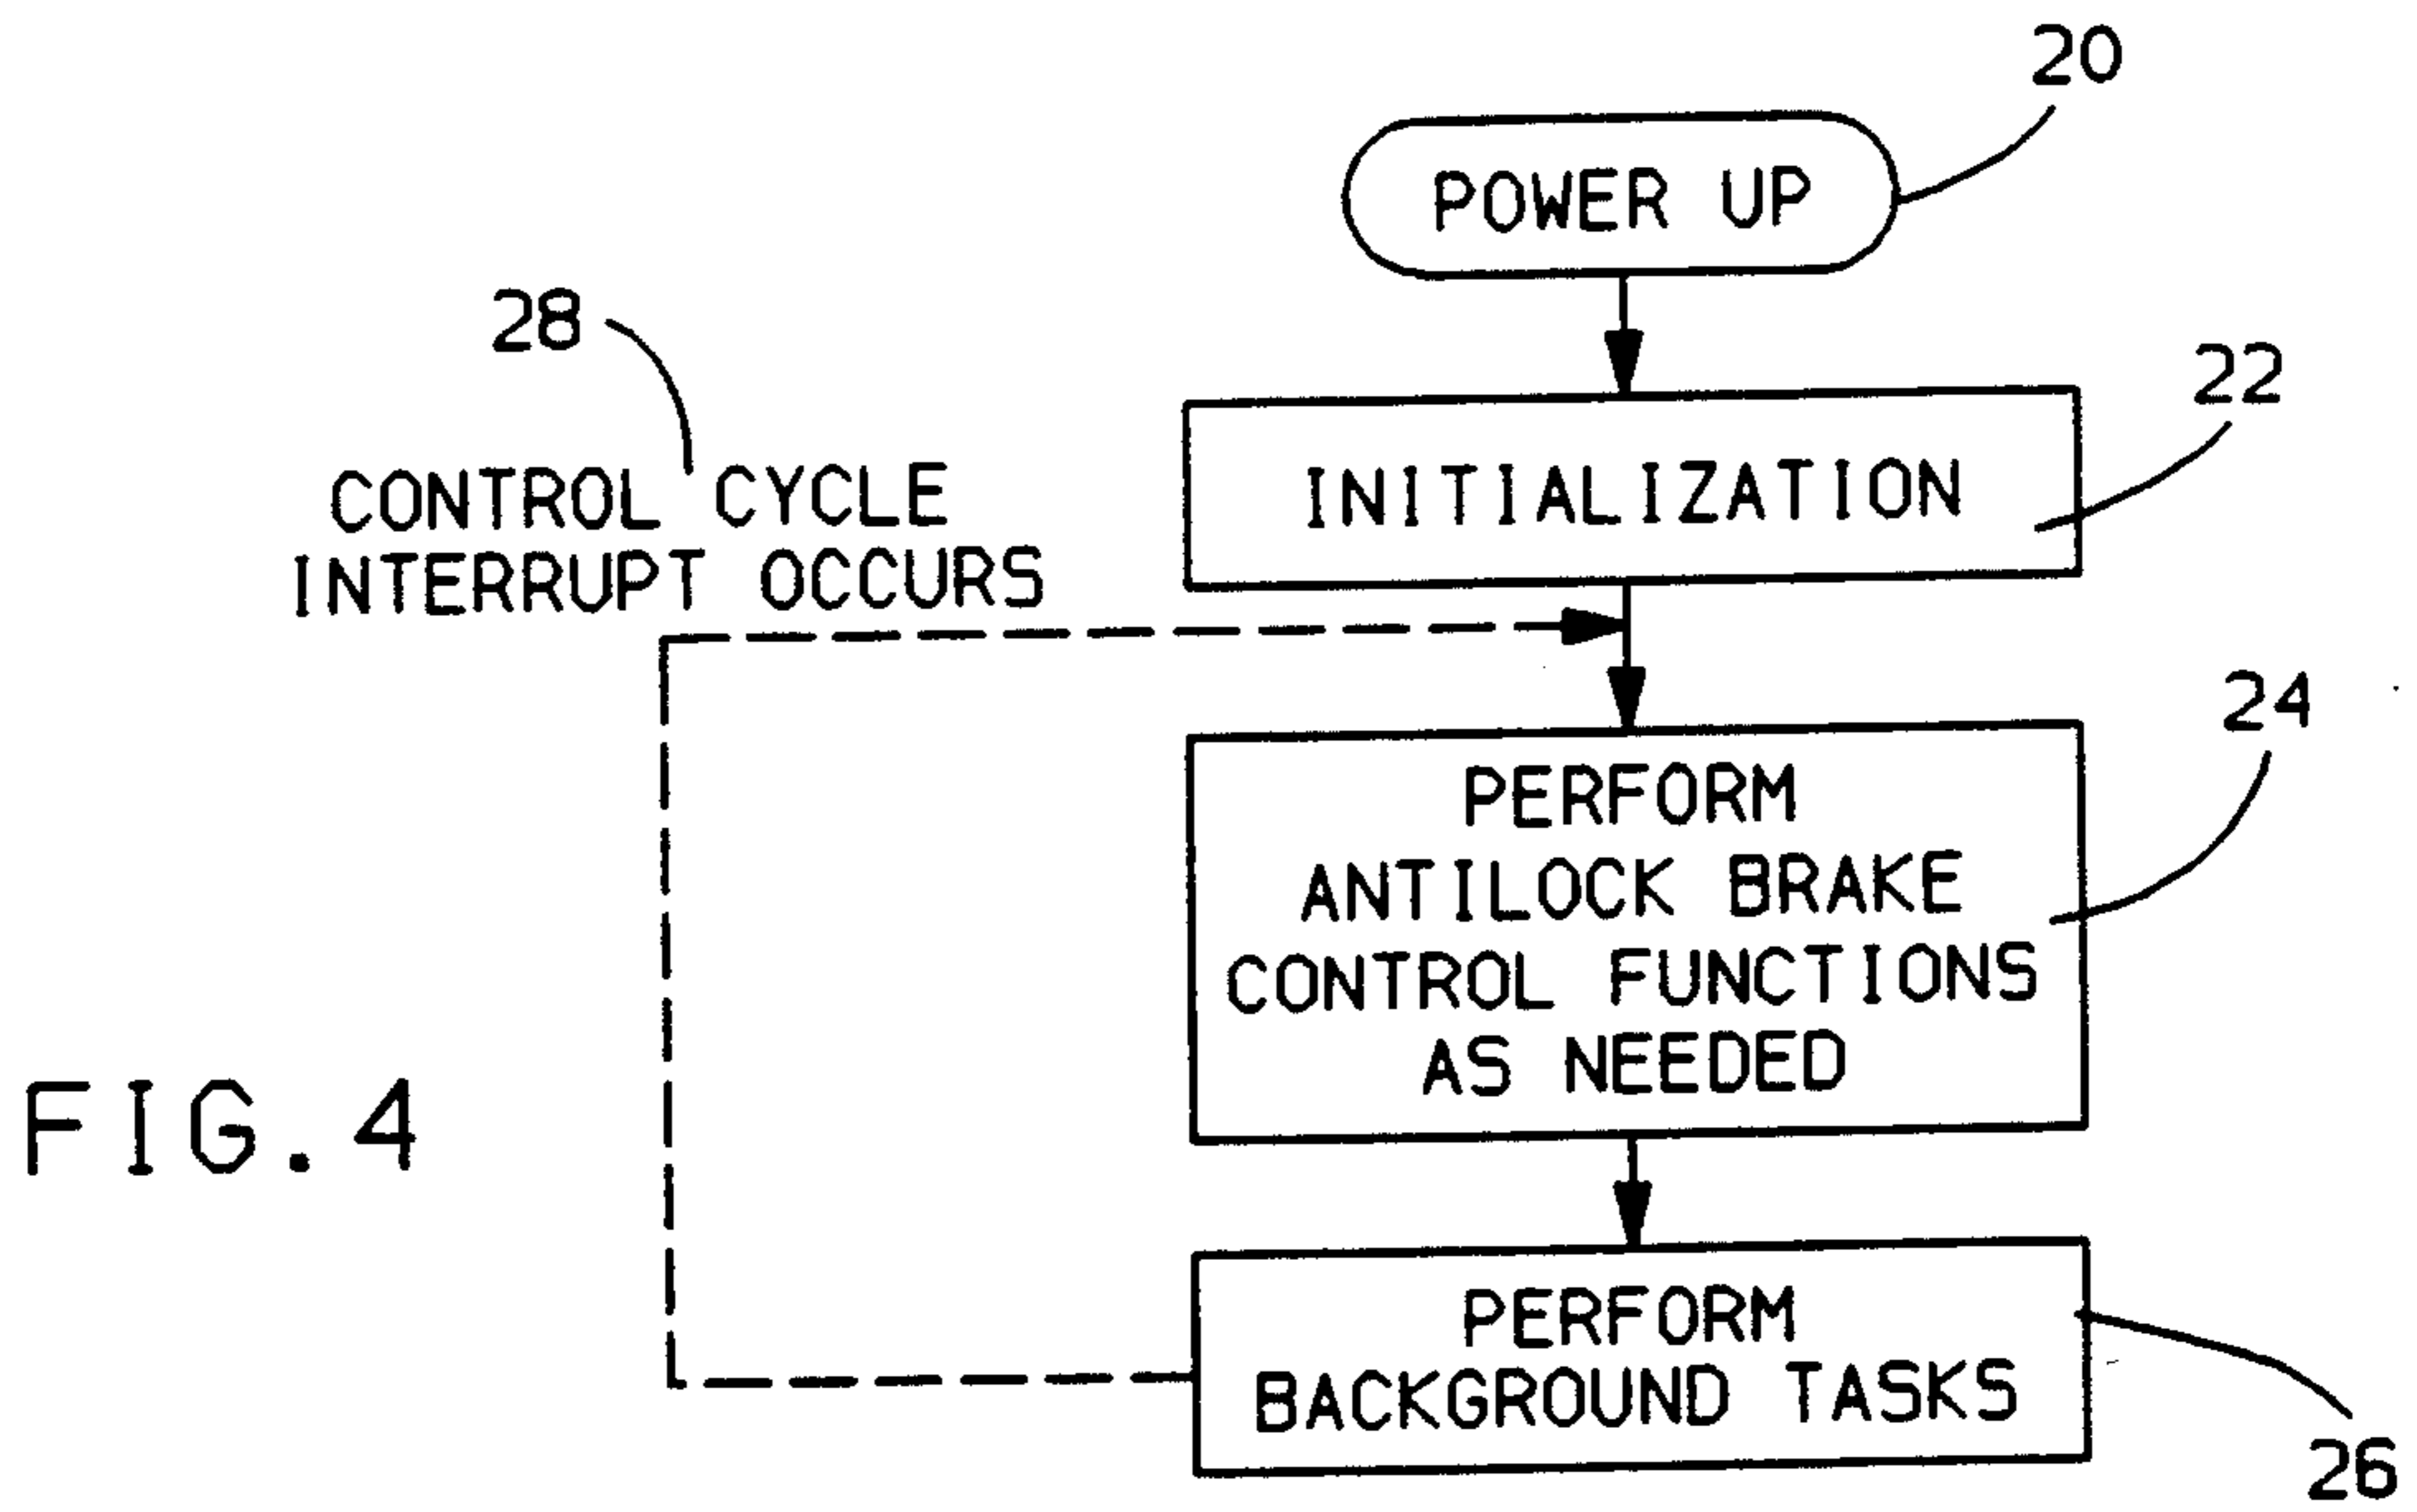 20
POWER UP
28
22
CONTROL CYCLE
INTERRUPT OCCURS
INITIALIZATION
24
PERFORM
ANTILOCK BRAKE
CONTROL FUNCTIONS
AS NEEDED
FIG. 4
PERFORM
BACKGROUND TASKS
26